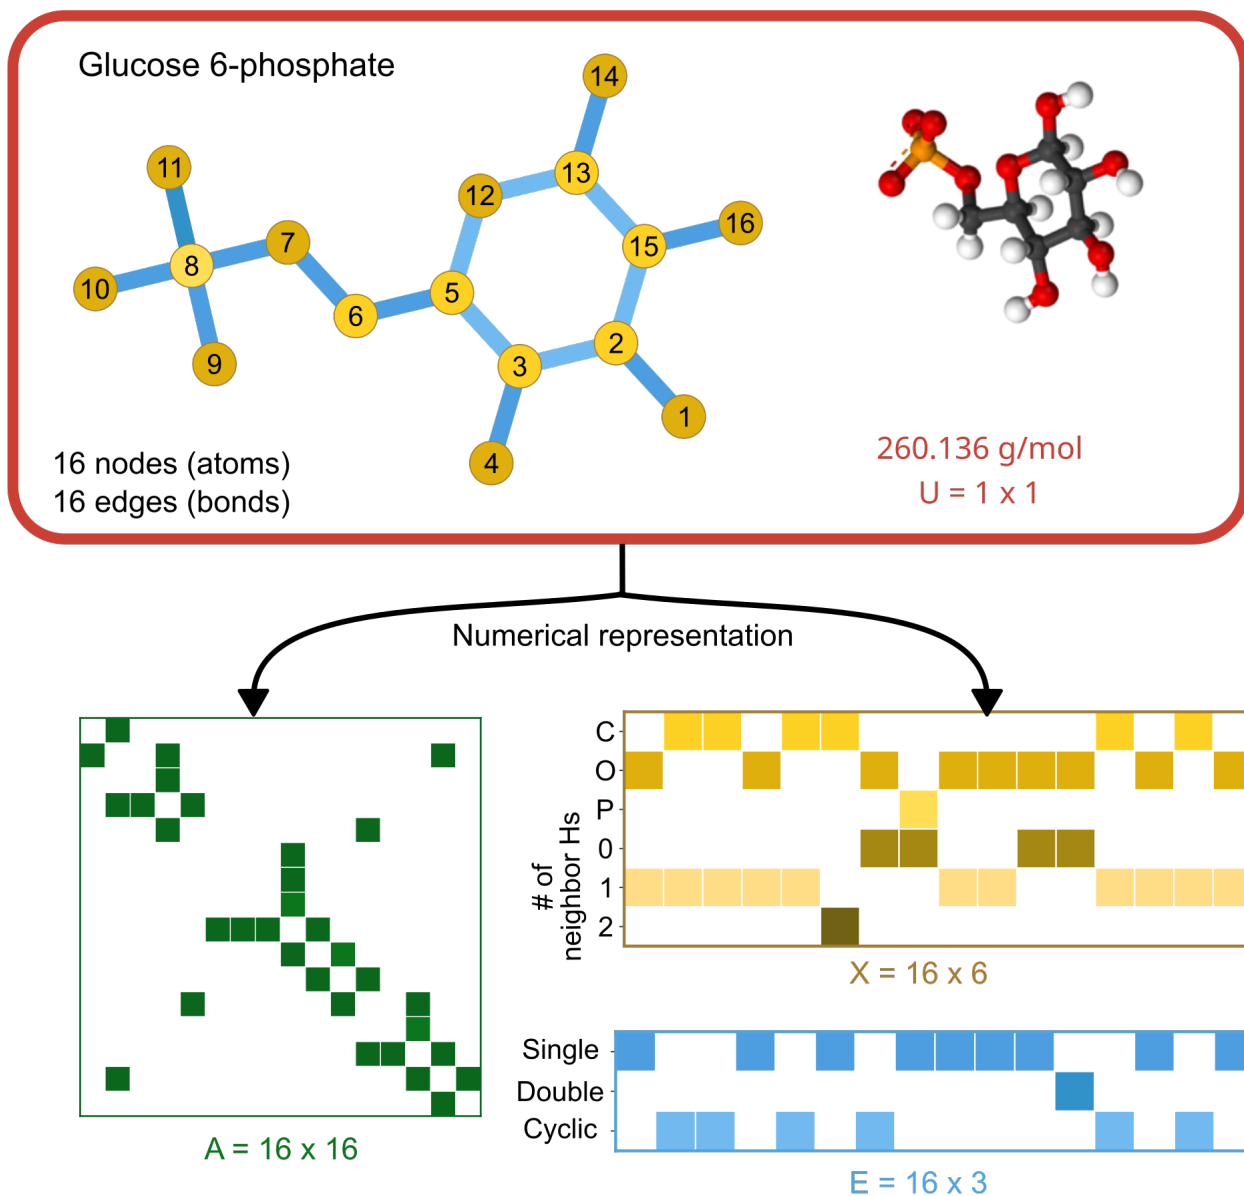 Glucose 6-phosphate
14
11
13
12
16
7
15
8
10
5
6
2
9
3
1
4
16 nodes (atoms)
16 edges (bonds)
260.136 g/mol
U = 1 x 1
Numerical representation
C
O
P
0
1
2
# of
neighbor Hs
X = 16 x 6
Single
Double
Cyclic
A = 16 x 16
E = 16 x 3